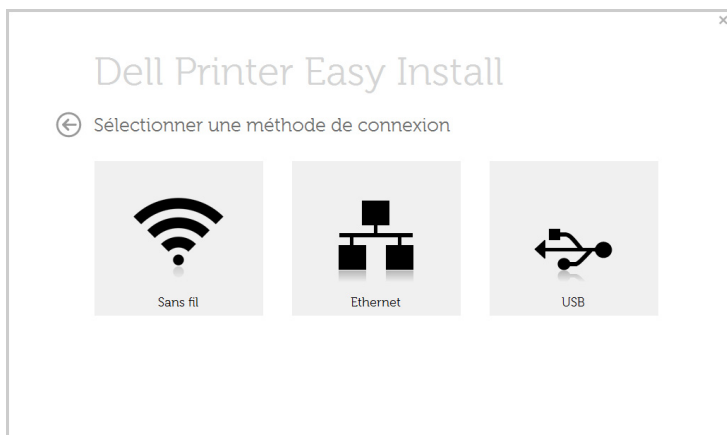 Dell Printer Easy Install
Sélectionner une méthode de connexion
Sans fil
Ethernet
USB